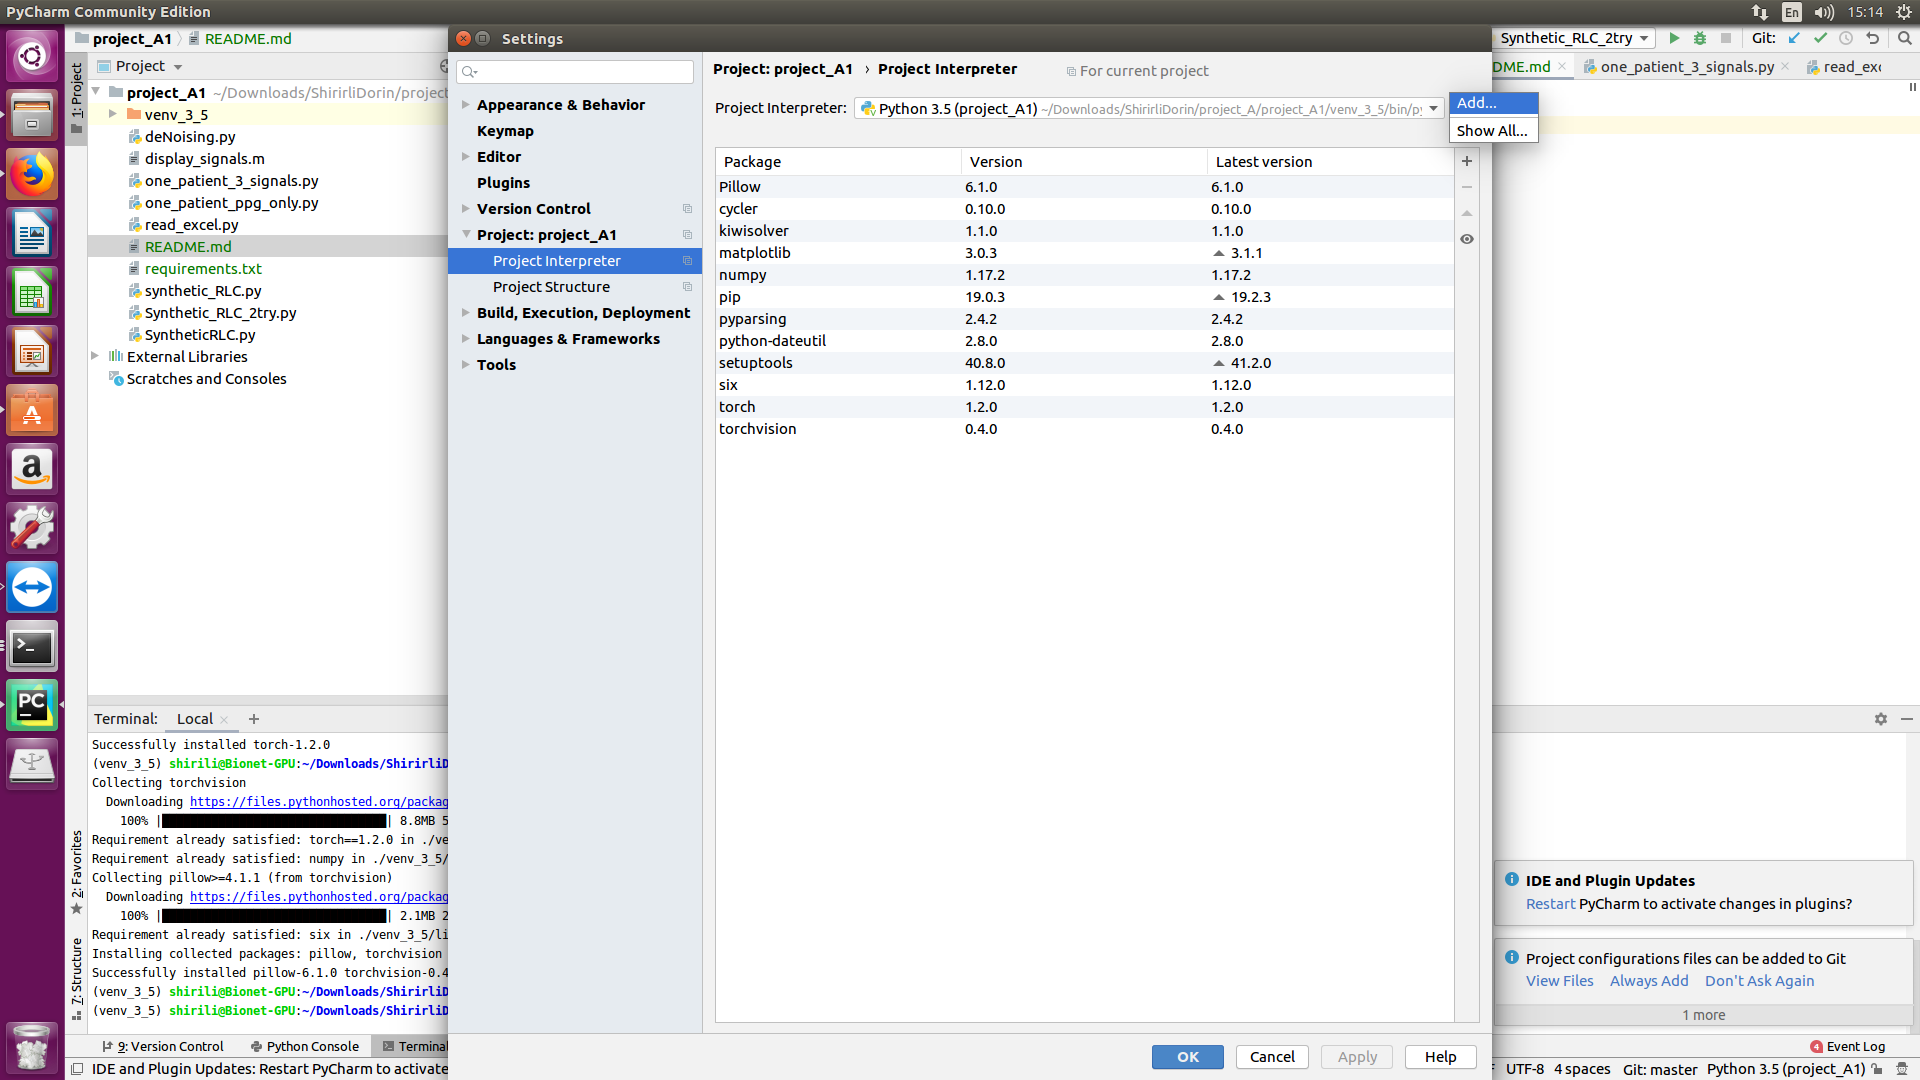 PyCharm Community Edition
En
15:14
project_A1
README.md
Settings
Synthetic_RLC_2try
Git:
1: Project
Project
project_A1 ~/Downloads/ShirirliDorin/project
venv_3_5
deNoising.py
display_signals.m
one_patient_3_signals.py
one_patient_ppg_only.py
read_excel.py
README.md
requirements.txt
synthetic_RLC.py
Synthetic_RLC_2try.py
SyntheticRLC.py
External Libraries
Scratches and Consoles
Appearance & Behavior
Keymap
Editor
Plugins
Version Control
Project: project_A1
Project Interpreter
Project Structure
Build, Execution, Deployment
Languages & Frameworks
Tools
Project: project_A1 › Project Interpreter
For current project
Project Interpreter:
Python 3.5 (project_A1) ~/Downloads/ShirirliDorin/project_A/project_A1/venv_3_5/bin/py
Add...
Show All...
Package Version Latest version
Pillow 6.1.0 6.1.0
cycler 0.10.0 0.10.0
kiwisolver 1.1.0 1.1.0
matplotlib 3.0.3 3.1.1
numpy 1.17.2 1.17.2
pip 19.0.3 19.2.3
pyparsing 2.4.2 2.4.2
python-dateutil 2.8.0 2.8.0
setuptools 40.8.0 41.2.0
six 1.12.0 1.12.0
torch 1.2.0 1.2.0
torchvision 0.4.0 0.4.0
OK
Cancel
Apply
Help
DME.md
one_patient_3_signals.py
read_exc
Terminal: Local
Successfully installed torch-1.2.0
(venv_3_5) shirili@Bionet-GPU:~/Downloads/ShirirliD
Collecting torchvision
Downloading https://files.pythonhosted.org/packag
100% | | 8.8MB 5
Requirement already satisfied: torch==1.2.0 in ./ve
Requirement already satisfied: numpy in ./venv_3_5/
Collecting pillow>=4.1.1 (from torchvision)
Downloading https://files.pythonhosted.org/packag
100% | | 2.1MB 2
Requirement already satisfied: six in ./venv_3_5/li
Installing collected packages: pillow, torchvision
Successfully installed pillow-6.1.0 torchvision-0.4
(venv_3_5) shirili@Bionet-GPU:~/Downloads/ShirirliD
(venv_3_5) shirili@Bionet-GPU:~/Downloads/ShirirliD
2: Favorites
7: Structure
IDE and Plugin Updates
Restart PyCharm to activate changes in plugins?
Project configurations files can be added to Git
View Files Always Add Don't Ask Again
1 more
9: Version Control
Python Console
Terminal
4 Event Log
IDE and Plugin Updates: Restart PyCharm to activate
UTF-8 4 spaces Git: master Python 3.5 (project_A1)